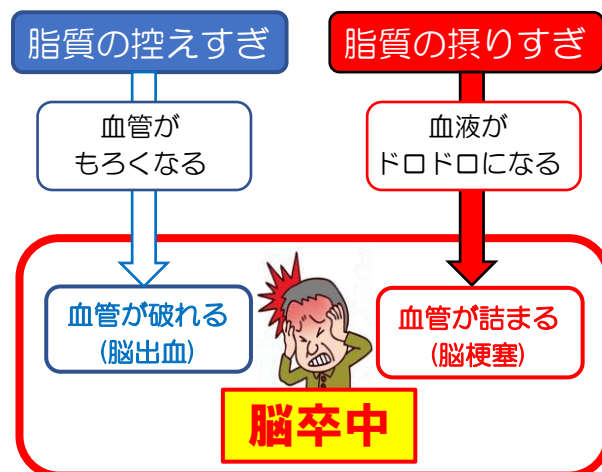 脂質の控えすぎ
脂質の摂りすぎ
血管が
もろくなる
血液が
ドロドロになる
血管が破れる
(脳出血)
血管が詰まる
(脳梗塞)
脳卒中